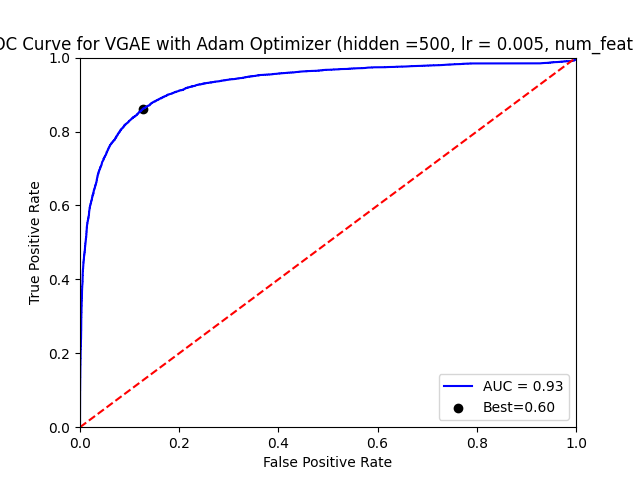 OC Curve for VGAE with Adam Optimizer (hidden =500, lr = 0.005, num_feat
1.0
0.8
0.6
0.4
0.2
0.0
True Positive Rate
AUC = 0.93
Best=0.60
0.0 0.2 0.4 0.6 0.8 1.0
False Positive Rate